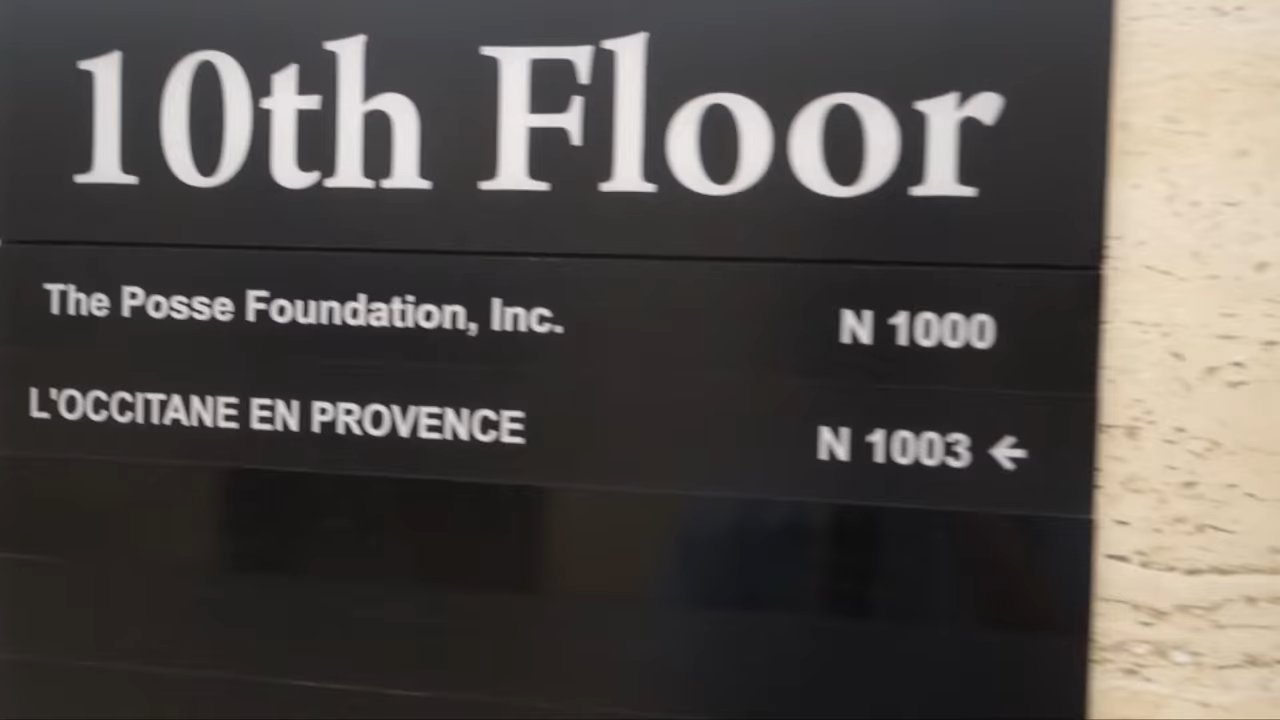 10th Floor
The Posse Foundation, Inc. N 1000
L'OCCITANE EN PROVENCE N 1003 ←